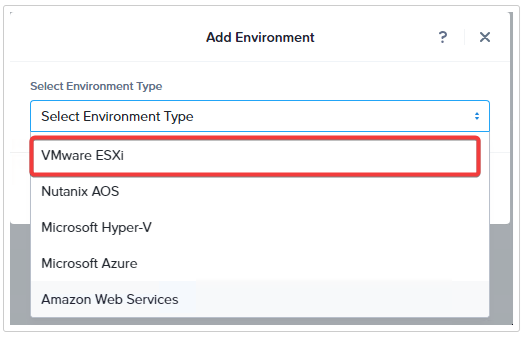 Add Environment ?
Select Environment Type
Select Environment Type
VMware ESXi
Nutanix AOS
Microsoft Hyper-V
Microsoft Azure
Amazon Web Services